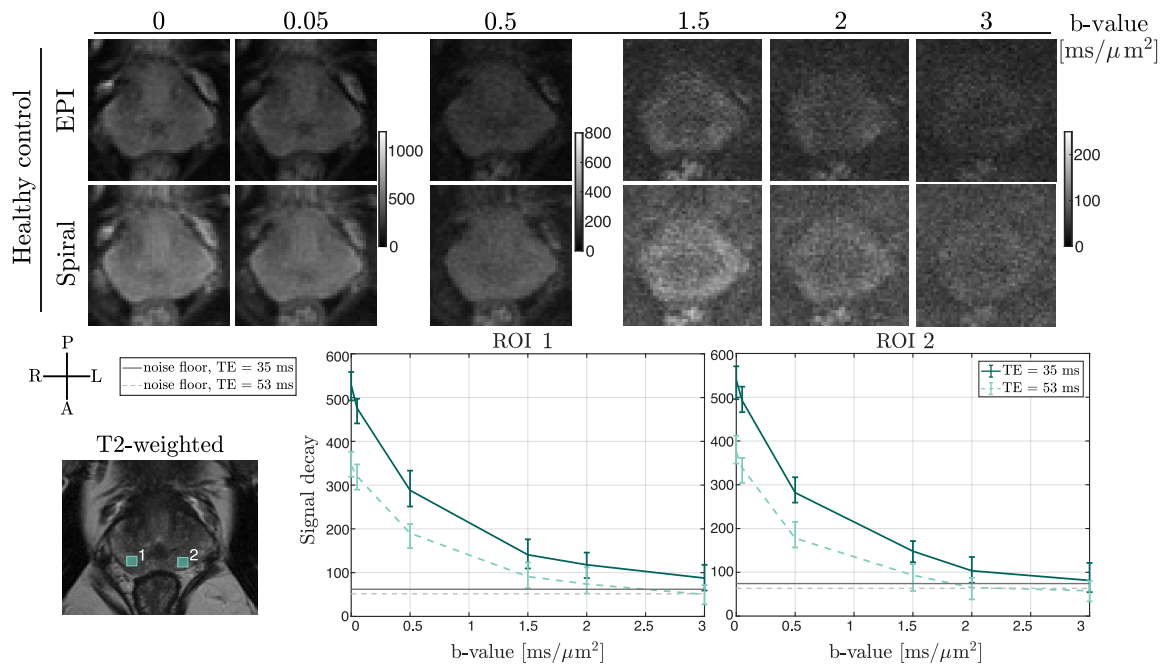 0 0.05 0.5 1.5 2 3 b-value
[ms/μm²]
Healthy control
EPI
Spiral
1000
500
0
800
600
400
200
0
200
100
0
P
R L
A
noise floor, TE = 35 ms
noise floor, TE = 53 ms
T2-weighted
1 2
ROI 1
Signal decay
600
500
400
300
200
100
0
0 0.5 1 1.5 2 2.5 3
b-value [ms/μm²]
ROI 2
TE = 35 ms
TE = 53 ms
600
500
400
300
200
100
0
0 0.5 1 1.5 2 2.5 3
b-value [ms/μm²]